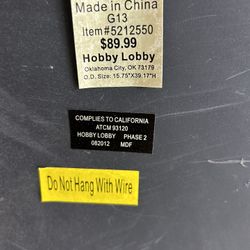 Made in China
G13
Item#5212550
$89.99
Hobby Lobby
Oklahoma City, OK 73179
O.D. Size: 15.75"X39.17"H
COMPLIES TO CALIFORNIA
ATCM 93120
HOBBY LOBBY PHASE 2
082012 MDF
Do Not Hang With Wire